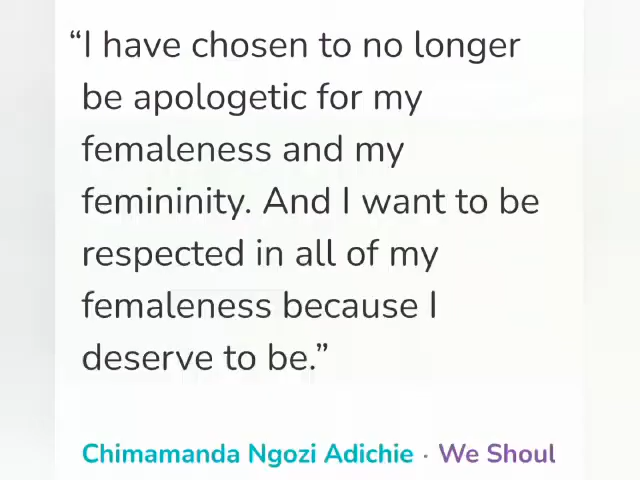 “I have chosen to no longer
be apologetic for my
femaleness and my
femininity. And I want to be
respected in all of my
femaleness because I
deserve to be.”
Chimamanda Ngozi Adichie · We Shoul